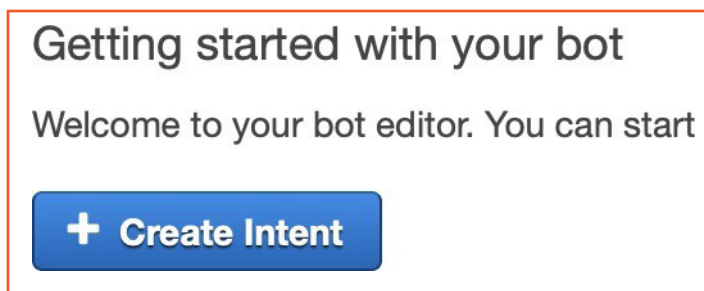 Getting started with your bot
Welcome to your bot editor. You can start
+ Create Intent